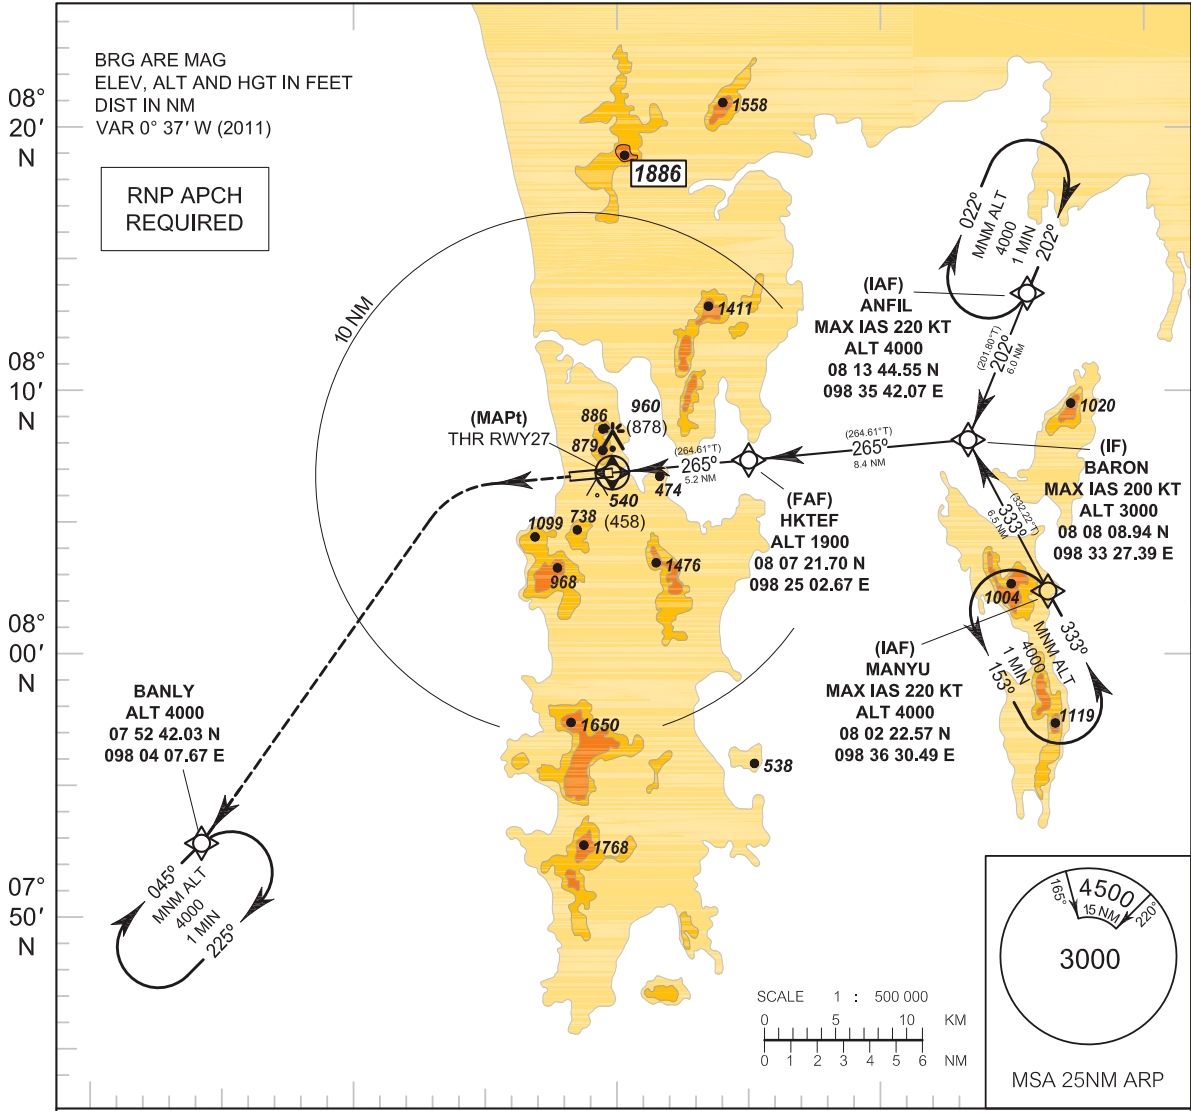 BRG ARE MAG
ELEV, ALT AND HGT IN FEET
DIST IN NM
VAR 0° 37′ W (2011)
RNP APCH
REQUIRED
08°
20′
N
08°
10′
N
08°
00′
N
07°
50′
N
1558
1886
10 NM
1411
022°
MNM ALT
4000
1 MIN
202°
(IAF)
ANFIL
MAX IAS 220 KT
ALT 4000
08 13 44.55 N
098 35 42.07 E
(201.80°T)
202°
6.0 NM
1020
(MAPt)
THR RWY27
886
960
(878)
879
540
(458)
474
(264.61°T)
265°
5.2 NM
(264.61°T)
265°
8.4 NM
(IF)
BARON
MAX IAS 200 KT
ALT 3000
08 08 08.94 N
098 33 27.39 E
(FAF)
HKTEF
ALT 1900
08 07 21.70 N
098 25 02.67 E
(332.22°T)
333°
6.5 NM
1099
738
968
1476
1004
333°
MNM ALT
4000
1 MIN
153°
1119
(IAF)
MANYU
MAX IAS 220 KT
ALT 4000
08 02 22.57 N
098 36 30.49 E
BANLY
ALT 4000
07 52 42.03 N
098 04 07.67 E
1650
538
1768
045°
MNM ALT
4000
1 MIN
225°
SCALE 1 : 500 000
0 5 10 KM
0 1 2 3 4 5 6 NM
165°
4500
15 NM
220°
3000
MSA 25NM ARP